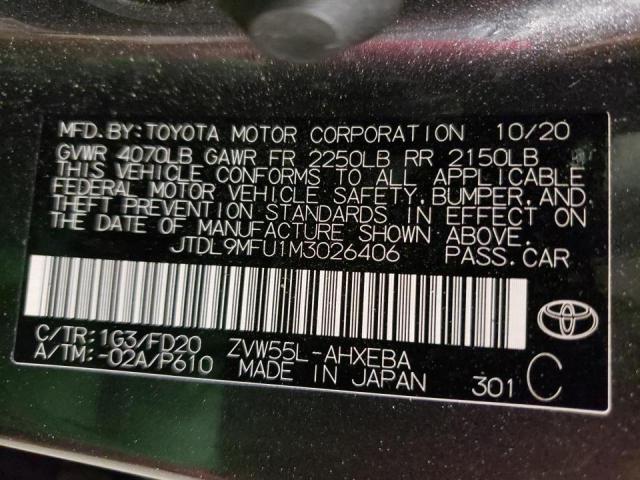 MFD.BY:TOYOTA MOTOR CORPORATION 10/20
GVWR 4070LB GAWR FR 2250LB RR 2150LB
THIS VEHICLE CONFORMS TO ALL APPLICABLE
FEDERAL MOTOR VEHICLE SAFETY,BUMPER,AND
THEFT PREVENTION STANDARDS IN EFFECT ON
THE DATE OF MANUFACTURE SHOWN ABOVE.
JTDL9MFU1M3026406 PASS.CAR
C/TR:1G3/FD20 ZVW55L-AHXEBA
A/TM:-02A/P610 MADE IN JAPAN 301 C